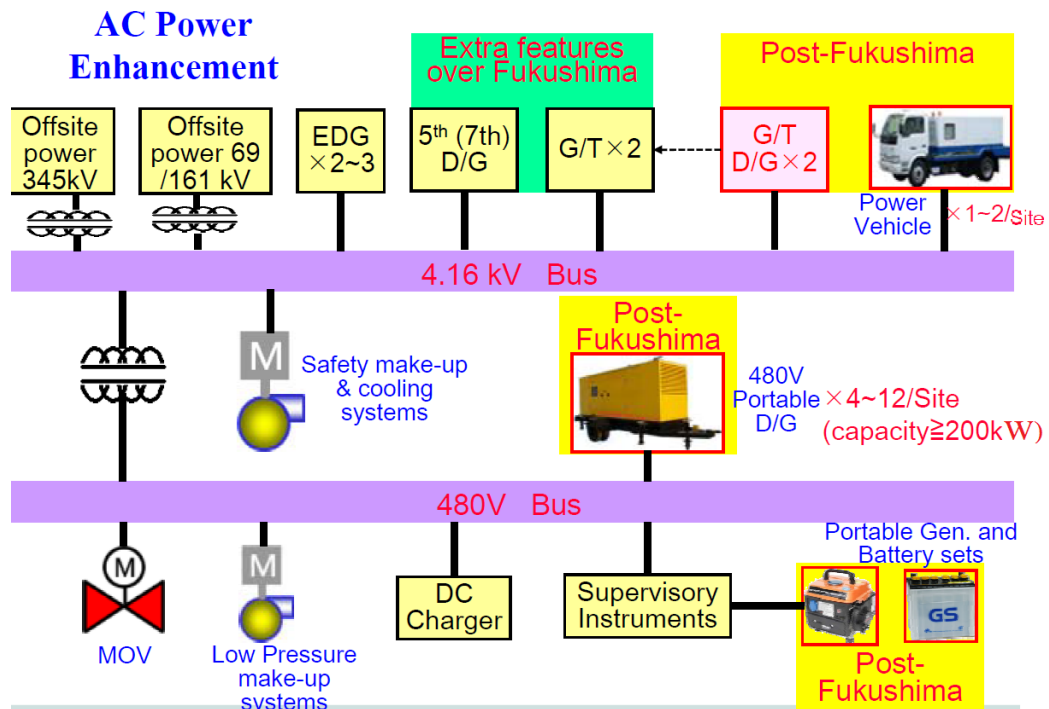 AC Power
Enhancement
Extra features
over Fukushima
Post-Fukushima
Offsite
power
345kV
Offsite
power 69
/161 kV
EDG
×2~3
5th (7th)
D/G
G/T×2
G/T
D/G×2
Power
Vehicle
×1~2/Site
4.16 kV Bus
M
Safety make-up
& cooling
systems
Post-
Fukushima
480V
Portable
D/G
×4~12/Site
(capacity≧200kW)
480V Bus
M
MOV
M
Low Pressure
make-up
systems
DC
Charger
Supervisory
Instruments
Portable Gen. and
Battery sets
GS
Post-
Fukushima